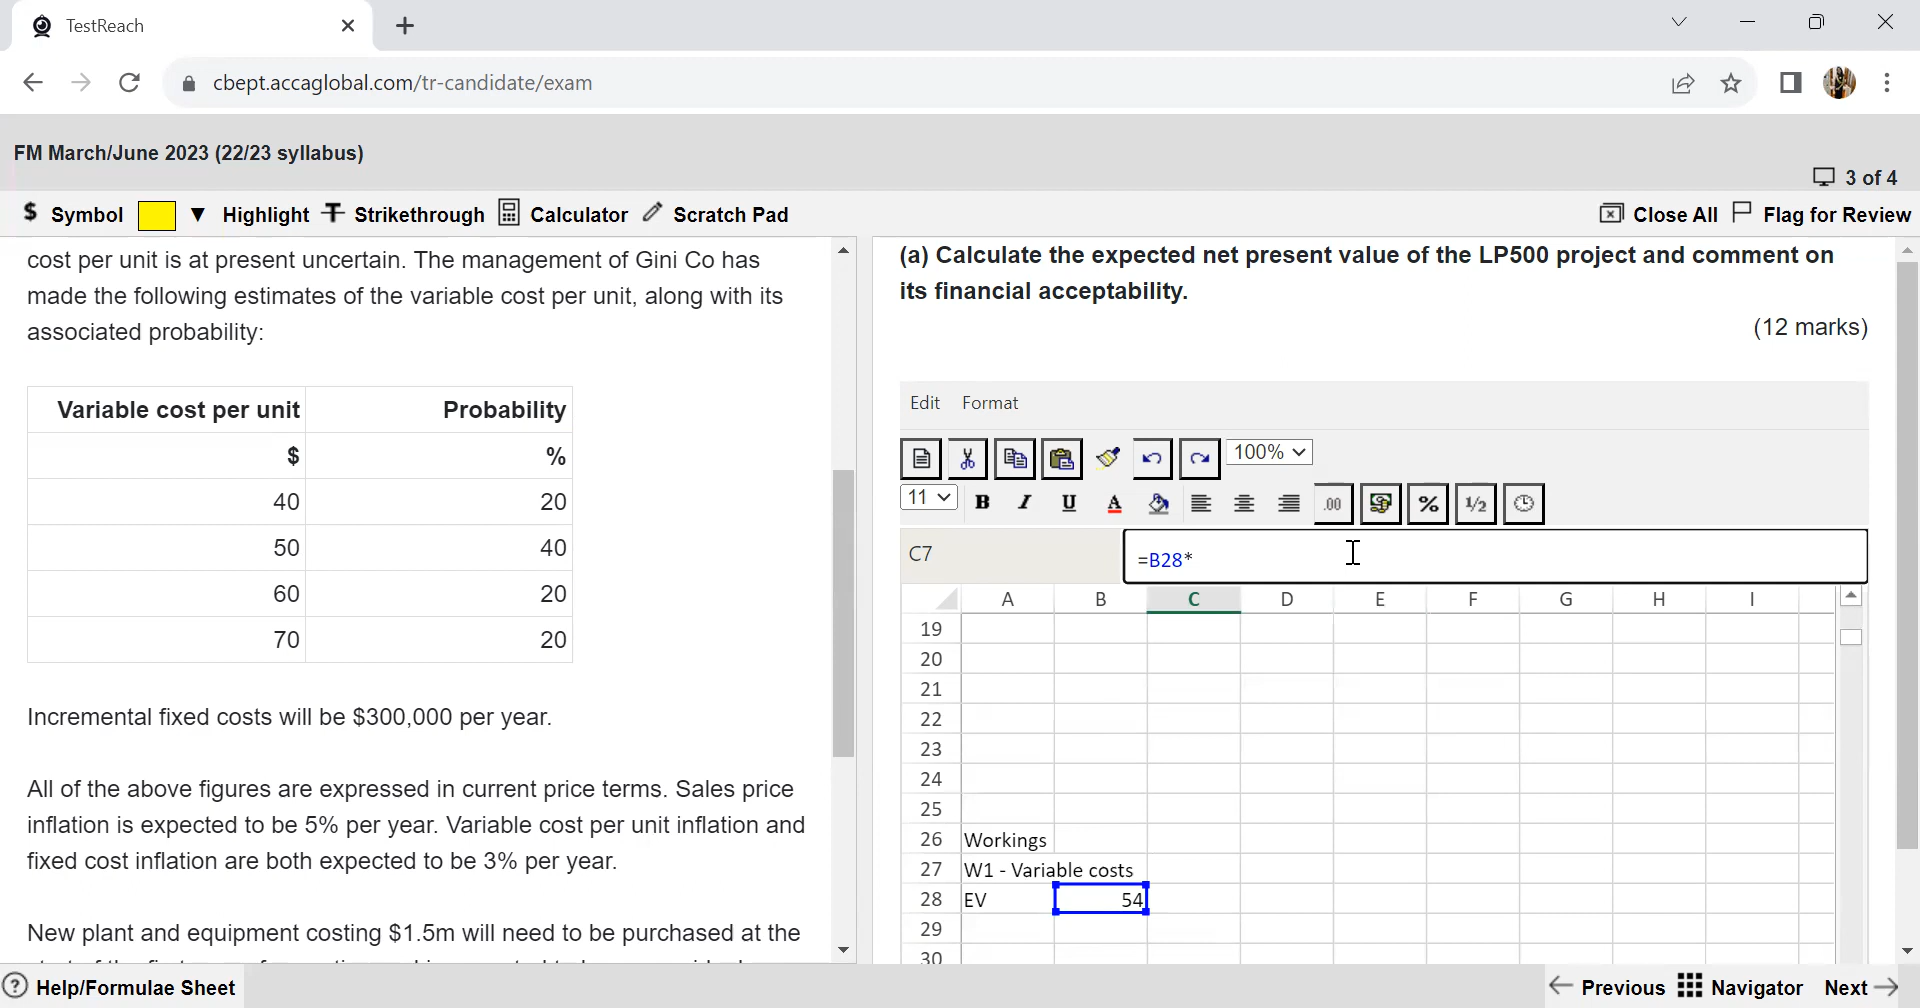 TestReach
cbept.accaglobal.com/tr-candidate/exam
FM March/June 2023 (22/23 syllabus)
3 of 4
$ Symbol ▼ Highlight T Strikethrough Calculator Scratch Pad
Close All Flag for Review
cost per unit is at present uncertain. The management of Gini Co has
made the following estimates of the variable cost per unit, along with its
associated probability:
Variable cost per unit Probability
$ %
40 20
50 40
60 20
70 20
Incremental fixed costs will be $300,000 per year.
All of the above figures are expressed in current price terms. Sales price
inflation is expected to be 5% per year. Variable cost per unit inflation and
fixed cost inflation are both expected to be 3% per year.
New plant and equipment costing $1.5m will need to be purchased at the
(a) Calculate the expected net present value of the LP500 project and comment on
its financial acceptability.
(12 marks)
Edit Format
100%
11 B I U A .00 % 1/2
C7 =B28*
A B C D E F G H I
19
20
21
22
23
24
25
26 Workings
27 W1 - Variable costs
28 EV 54
29
30
? Help/Formulae Sheet
Previous Navigator Next